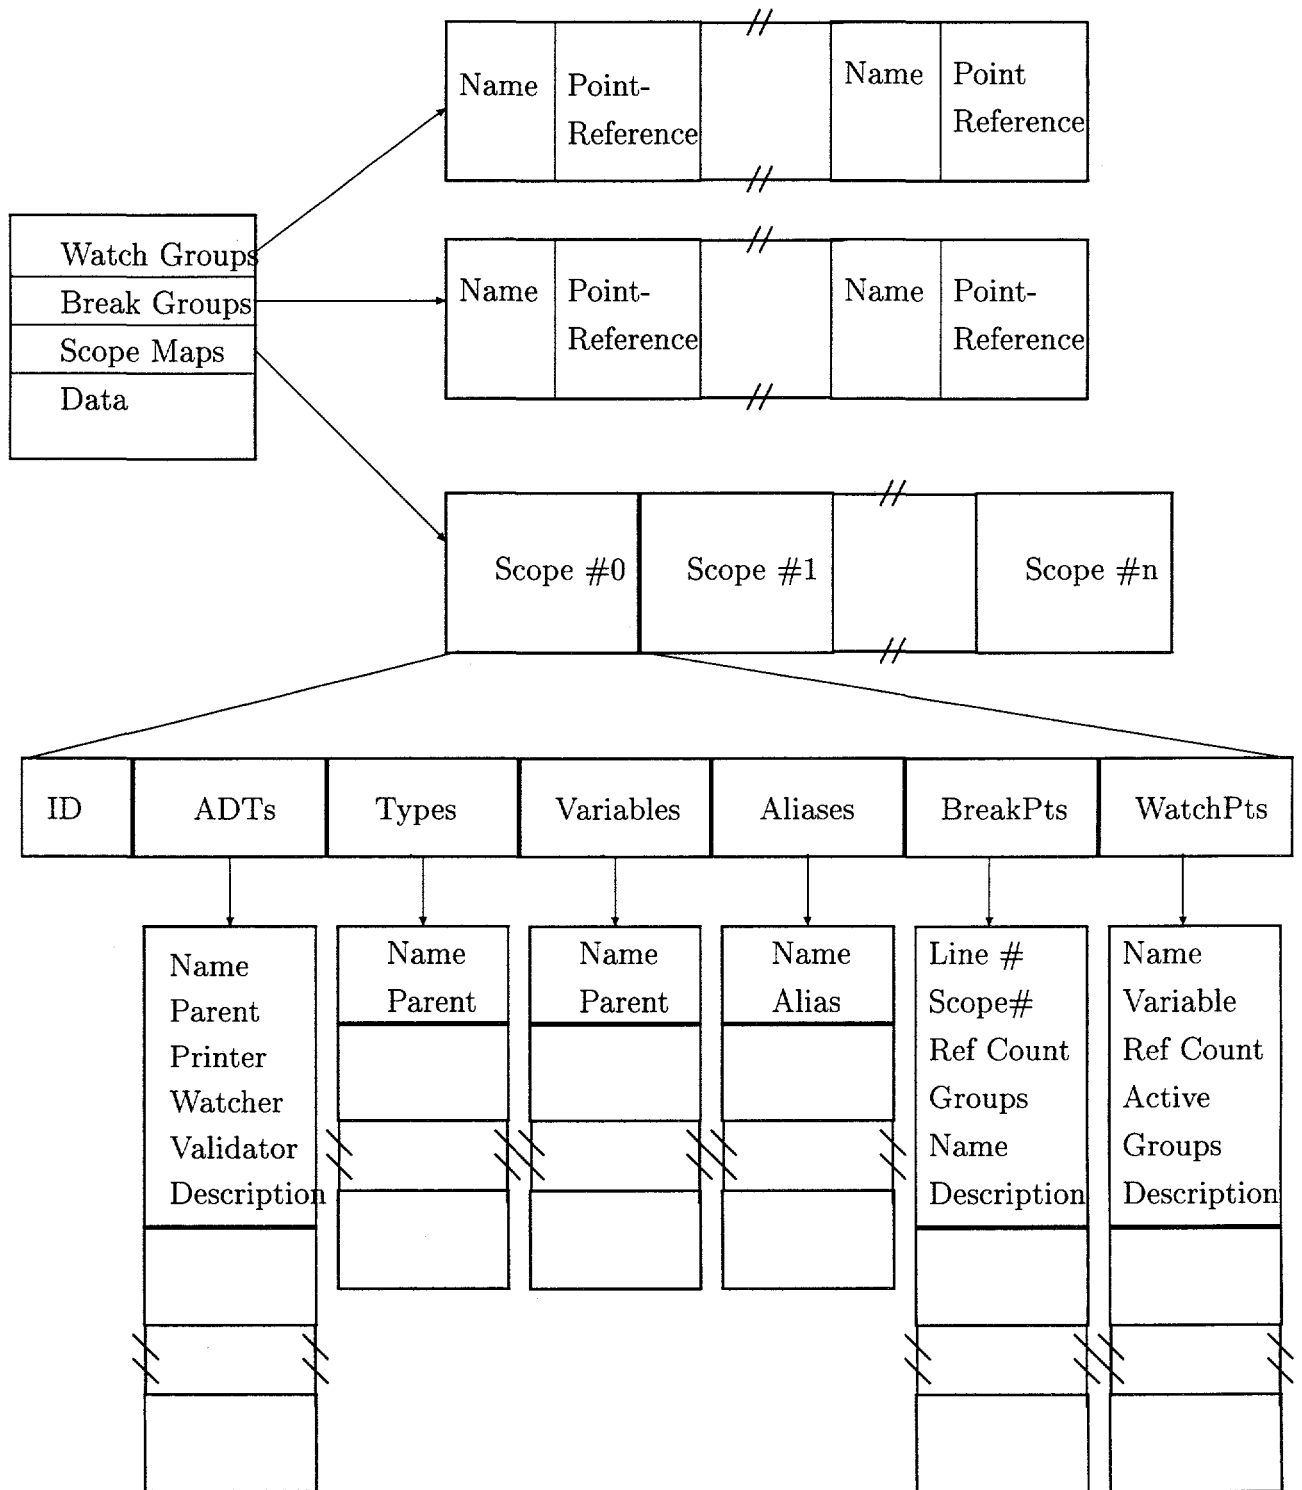 Name
Point-
Reference
Name
Point
Reference
Watch Groups
Break Groups
Scope Maps
Data
Name
Point-
Reference
Name
Point-
Reference
Scope #0
Scope #1
Scope #n
ID
ADTs
Types
Variables
Aliases
BreakPts
WatchPts
Name
Parent
Printer
Watcher
Validator
Description
Name
Parent
Name
Parent
Name
Alias
Line #
Scope#
Ref Count
Groups
Name
Description
Name
Variable
Ref Count
Active
Groups
Description